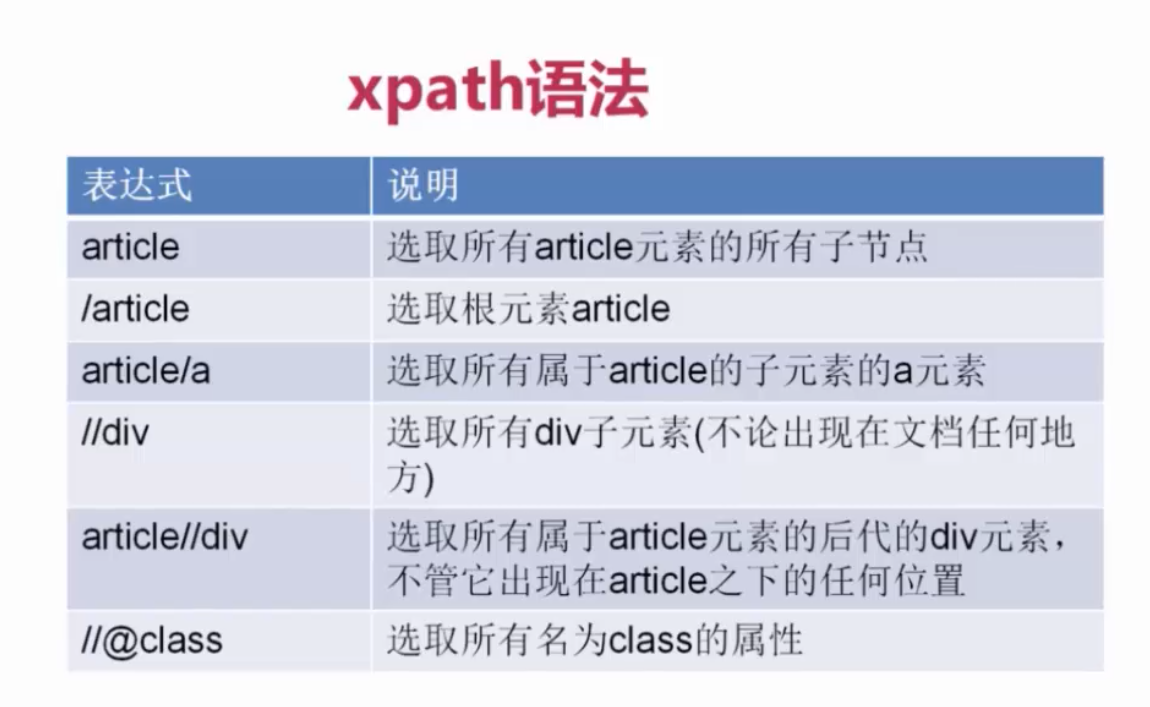 xpath语法
表达式 说明
article 选取所有article元素的所有子节点
/article 选取根元素article
article/a 选取所有属于article的子元素的a元素
//div 选取所有div子元素(不论出现在文档任何地
方)
article//div 选取所有属于article元素的后代的div元素，
不管它出现在article之下的任何位置
//@class 选取所有名为class的属性